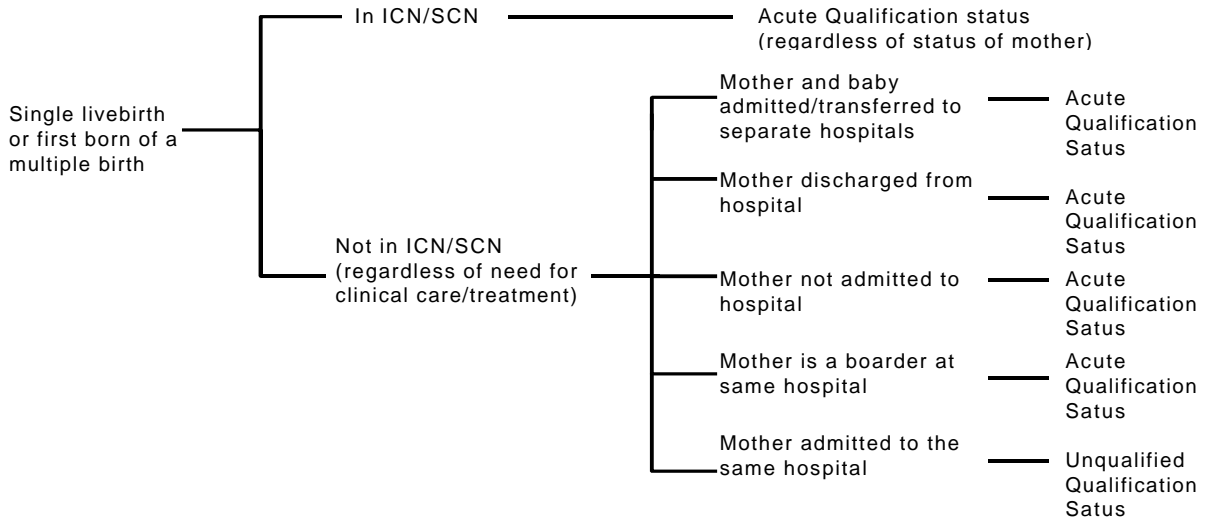 In ICN/SCN
Acute Qualification status
(regardless of status of mother)
Single livebirth
or first born of a
multiple birth
Not in ICN/SCN
(regardless of need for
clinical care/treatment)
Mother and baby
admitted/transferred to
separate hospitals
Acute
Qualification
Satus
Mother discharged from
hospital
Acute
Qualification
Satus
Mother not admitted to
hospital
Acute
Qualification
Satus
Mother is a boarder at
same hospital
Acute
Qualification
Satus
Mother admitted to the
same hospital
Unqualified
Qualification
Satus